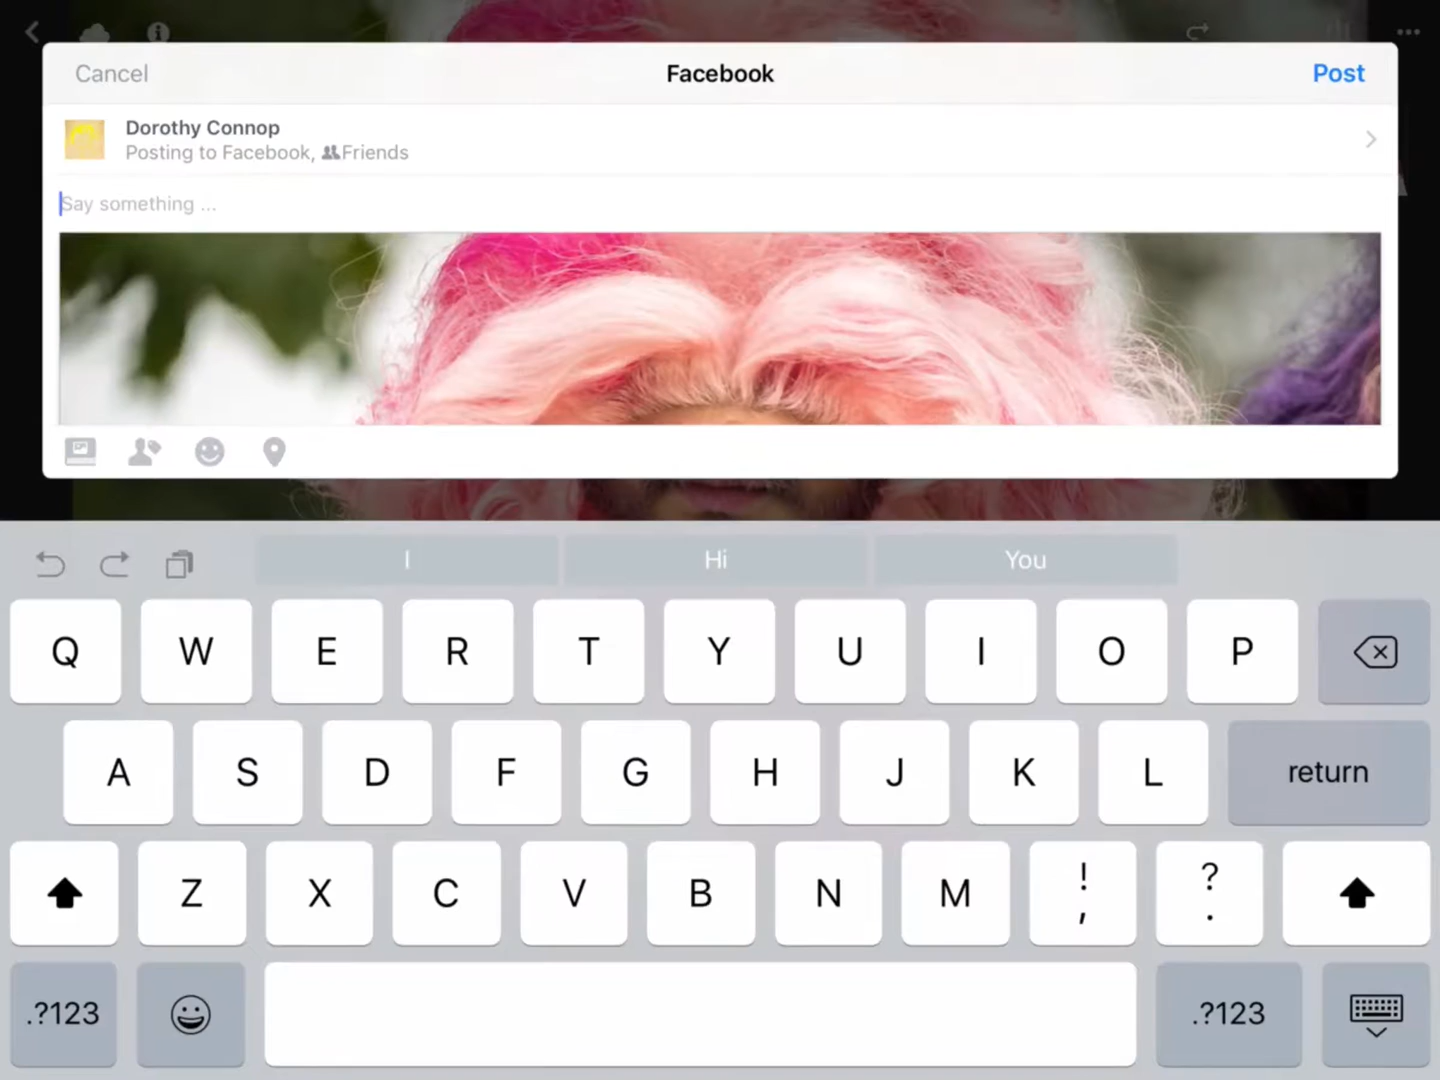 Cancel
Facebook
Post
Dorothy Connop
Posting to Facebook, Friends
Say something ...
I
Hi
You
Q W E R T Y U I O P
A S D F G H J K L return
Z X C V B N M ! , ? .
.?123
.?123